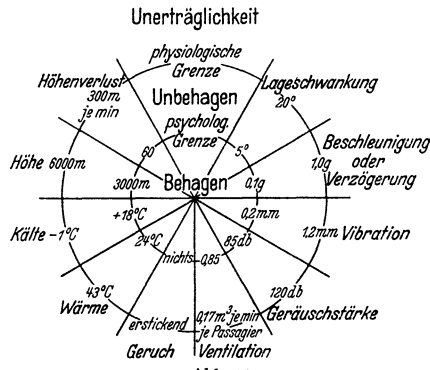 Unerträglichkeit
physiologische
Grenze
Höhenverlust
300m
je min
Unbehagen
Lageschwankung
20°
psycholog.
Grenze
60
5°
Beschleunigung
oder
Verzögerung
1,0g
Höhe 6000m
3000m
Behagen
0,1g
+18°C
0,2mm
Kälte -1°C
1,2mm Vibration
24°C
nichts
0,85
85db
43°C
Wärme
120db
Geräuschstärke
erstickend
0,17m³je min
je Passagier
Geruch
Ventilation